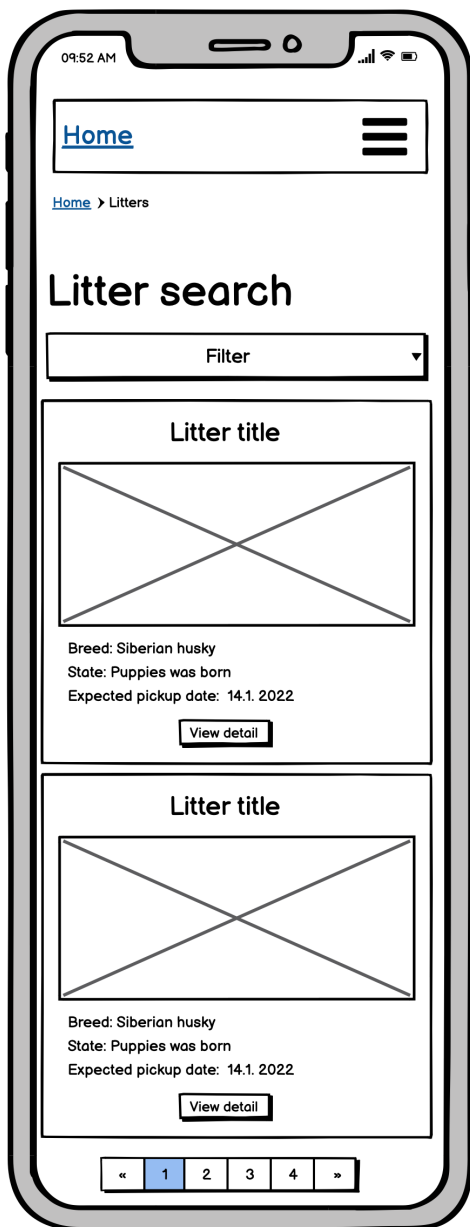 09:52 AM
Home
Home > Litters
Litter search
Filter
Litter title
Breed: Siberian husky
State: Puppies was born
Expected pickup date: 14.1. 2022
View detail
Litter title
Breed: Siberian husky
State: Puppies was born
Expected pickup date: 14.1. 2022
View detail
« 1 2 3 4 »